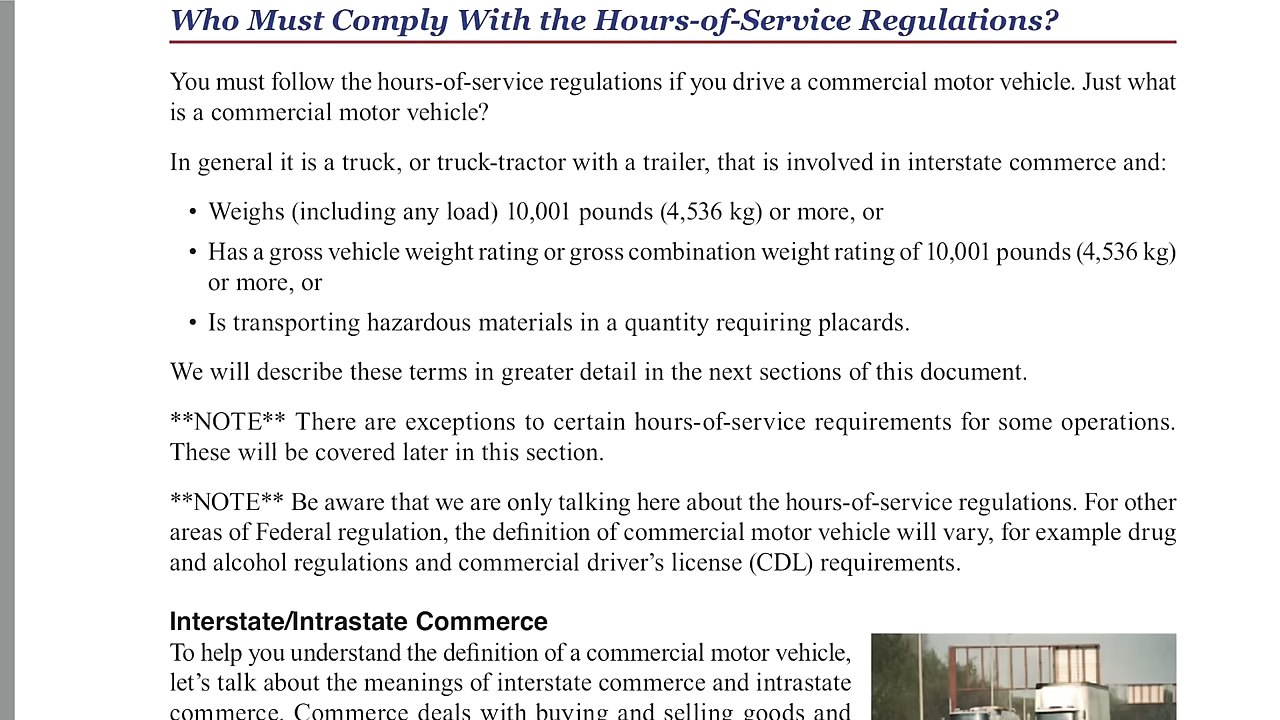 Who Must Comply With the Hours-of-Service Regulations?
You must follow the hours-of-service regulations if you drive a commercial motor vehicle. Just what
is a commercial motor vehicle?
In general it is a truck, or truck-tractor with a trailer, that is involved in interstate commerce and:
• Weighs (including any load) 10,001 pounds (4,536 kg) or more, or
• Has a gross vehicle weight rating or gross combination weight rating of 10,001 pounds (4,536 kg)
or more, or
• Is transporting hazardous materials in a quantity requiring placards.
We will describe these terms in greater detail in the next sections of this document.
**NOTE** There are exceptions to certain hours-of-service requirements for some operations.
These will be covered later in this section.
**NOTE** Be aware that we are only talking here about the hours-of-service regulations. For other
areas of Federal regulation, the definition of commercial motor vehicle will vary, for example drug
and alcohol regulations and commercial driver’s license (CDL) requirements.
Interstate/Intrastate Commerce
To help you understand the definition of a commercial motor vehicle,
let’s talk about the meanings of interstate commerce and intrastate
commerce. Commerce deals with buying and selling goods and